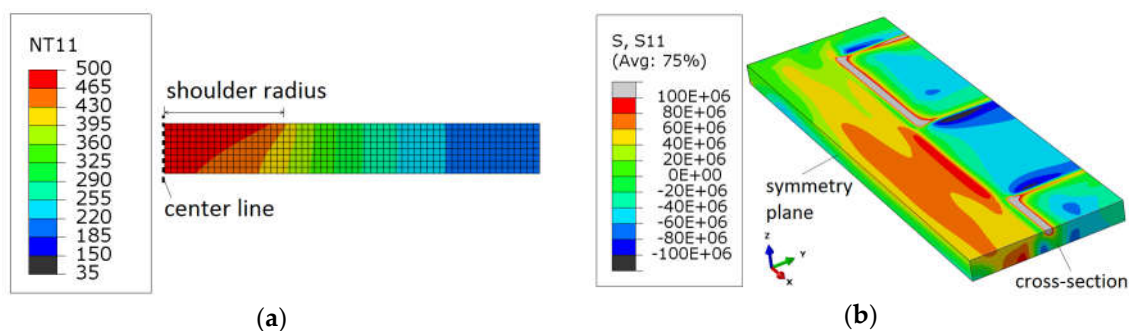 NT11
500
465
430
395
360
325
290
255
220
185
150
35
shoulder radius
center line
(a)
S, S11
(Avg: 75%)
100E+06
80E+06
60E+06
40E+06
20E+06
0E+00
-20E+06
-40E+06
-60E+06
-80E+06
-100E+06
symmetry
plane
Z
Y
X
cross-section
(b)